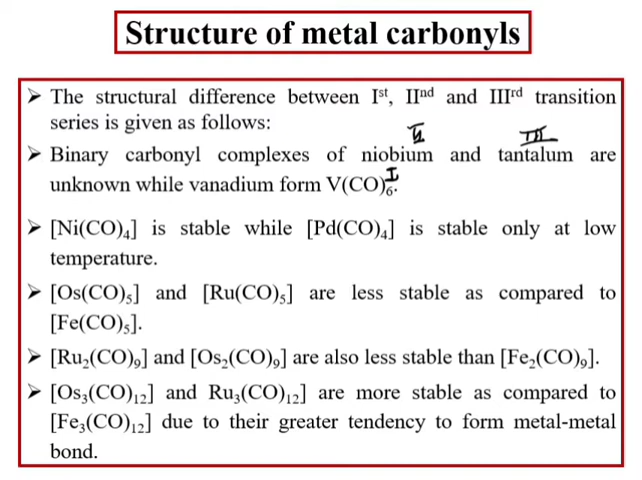 Structure of metal carbonyls
➤ The structural difference between Iˢᵗ, IIⁿᵈ and IIIʳᵈ transition
series is given as follows:
II III
➤ Binary carbonyl complexes of niobium and tantalum are
unknown while vanadium form V(CO)₆. I
➤ [Ni(CO)₄] is stable while [Pd(CO)₄] is stable only at low
temperature.
➤ [Os(CO)₅] and [Ru(CO)₅] are less stable as compared to
[Fe(CO)₅].
➤ [Ru₂(CO)₉] and [Os₂(CO)₉] are also less stable than [Fe₂(CO)₉].
➤ [Os₃(CO)₁₂] and Ru₃(CO)₁₂] are more stable as compared to
[Fe₃(CO)₁₂] due to their greater tendency to form metal-metal
bond.